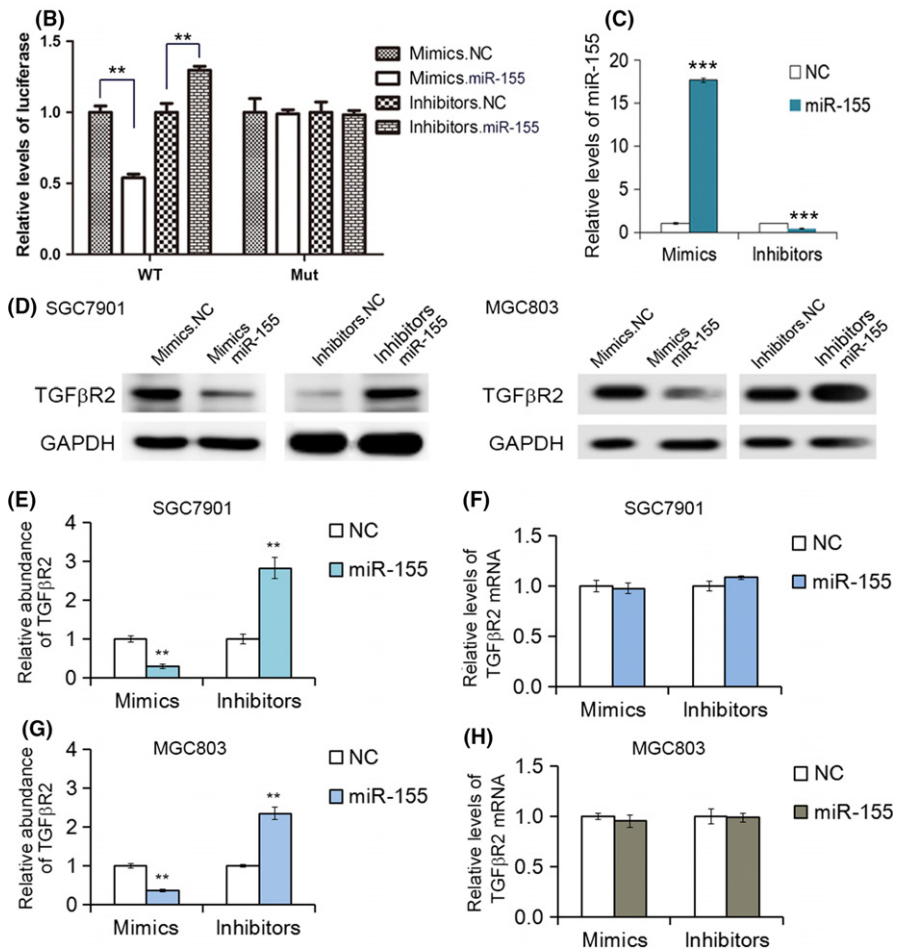 (B)
Relative levels of luciferase
1.5
1.0
0.5
0.0
**
**
WT
Mut
Mimics.NC
Mimics.miR-155
Inhibitors.NC
Inhibitors.miR-155
(C)
Relative levels of miR-155
20
15
10
5
0
***
***
Mimics
Inhibitors
NC
miR-155
(D)
SGC7901
Mimics.NC
Mimics
miR-155
Inhibitors.NC
Inhibitors
miR-155
TGFβR2
GAPDH
MGC803
Mimics.NC
Mimics
miR-155
Inhibitors.NC
Inhibitors
miR-155
TGFβR2
GAPDH
(E)
SGC7901
Relative abundance
of TGFβR2
4
3
2
1
0
**
**
Mimics
Inhibitors
NC
miR-155
(F)
SGC7901
Relative levels of
TGFβR2 mRNA
1.5
1.0
0.5
0.0
Mimics
Inhibitors
NC
miR-155
(G)
MGC803
Relative abundance
of TGFβR2
4
3
2
1
0
**
**
Mimics
Inhibitors
NC
miR-155
(H)
MGC803
Relative levels of
TGFβR2 mRNA
1.5
1.0
0.5
0.0
Mimics
Inhibitors
NC
miR-155